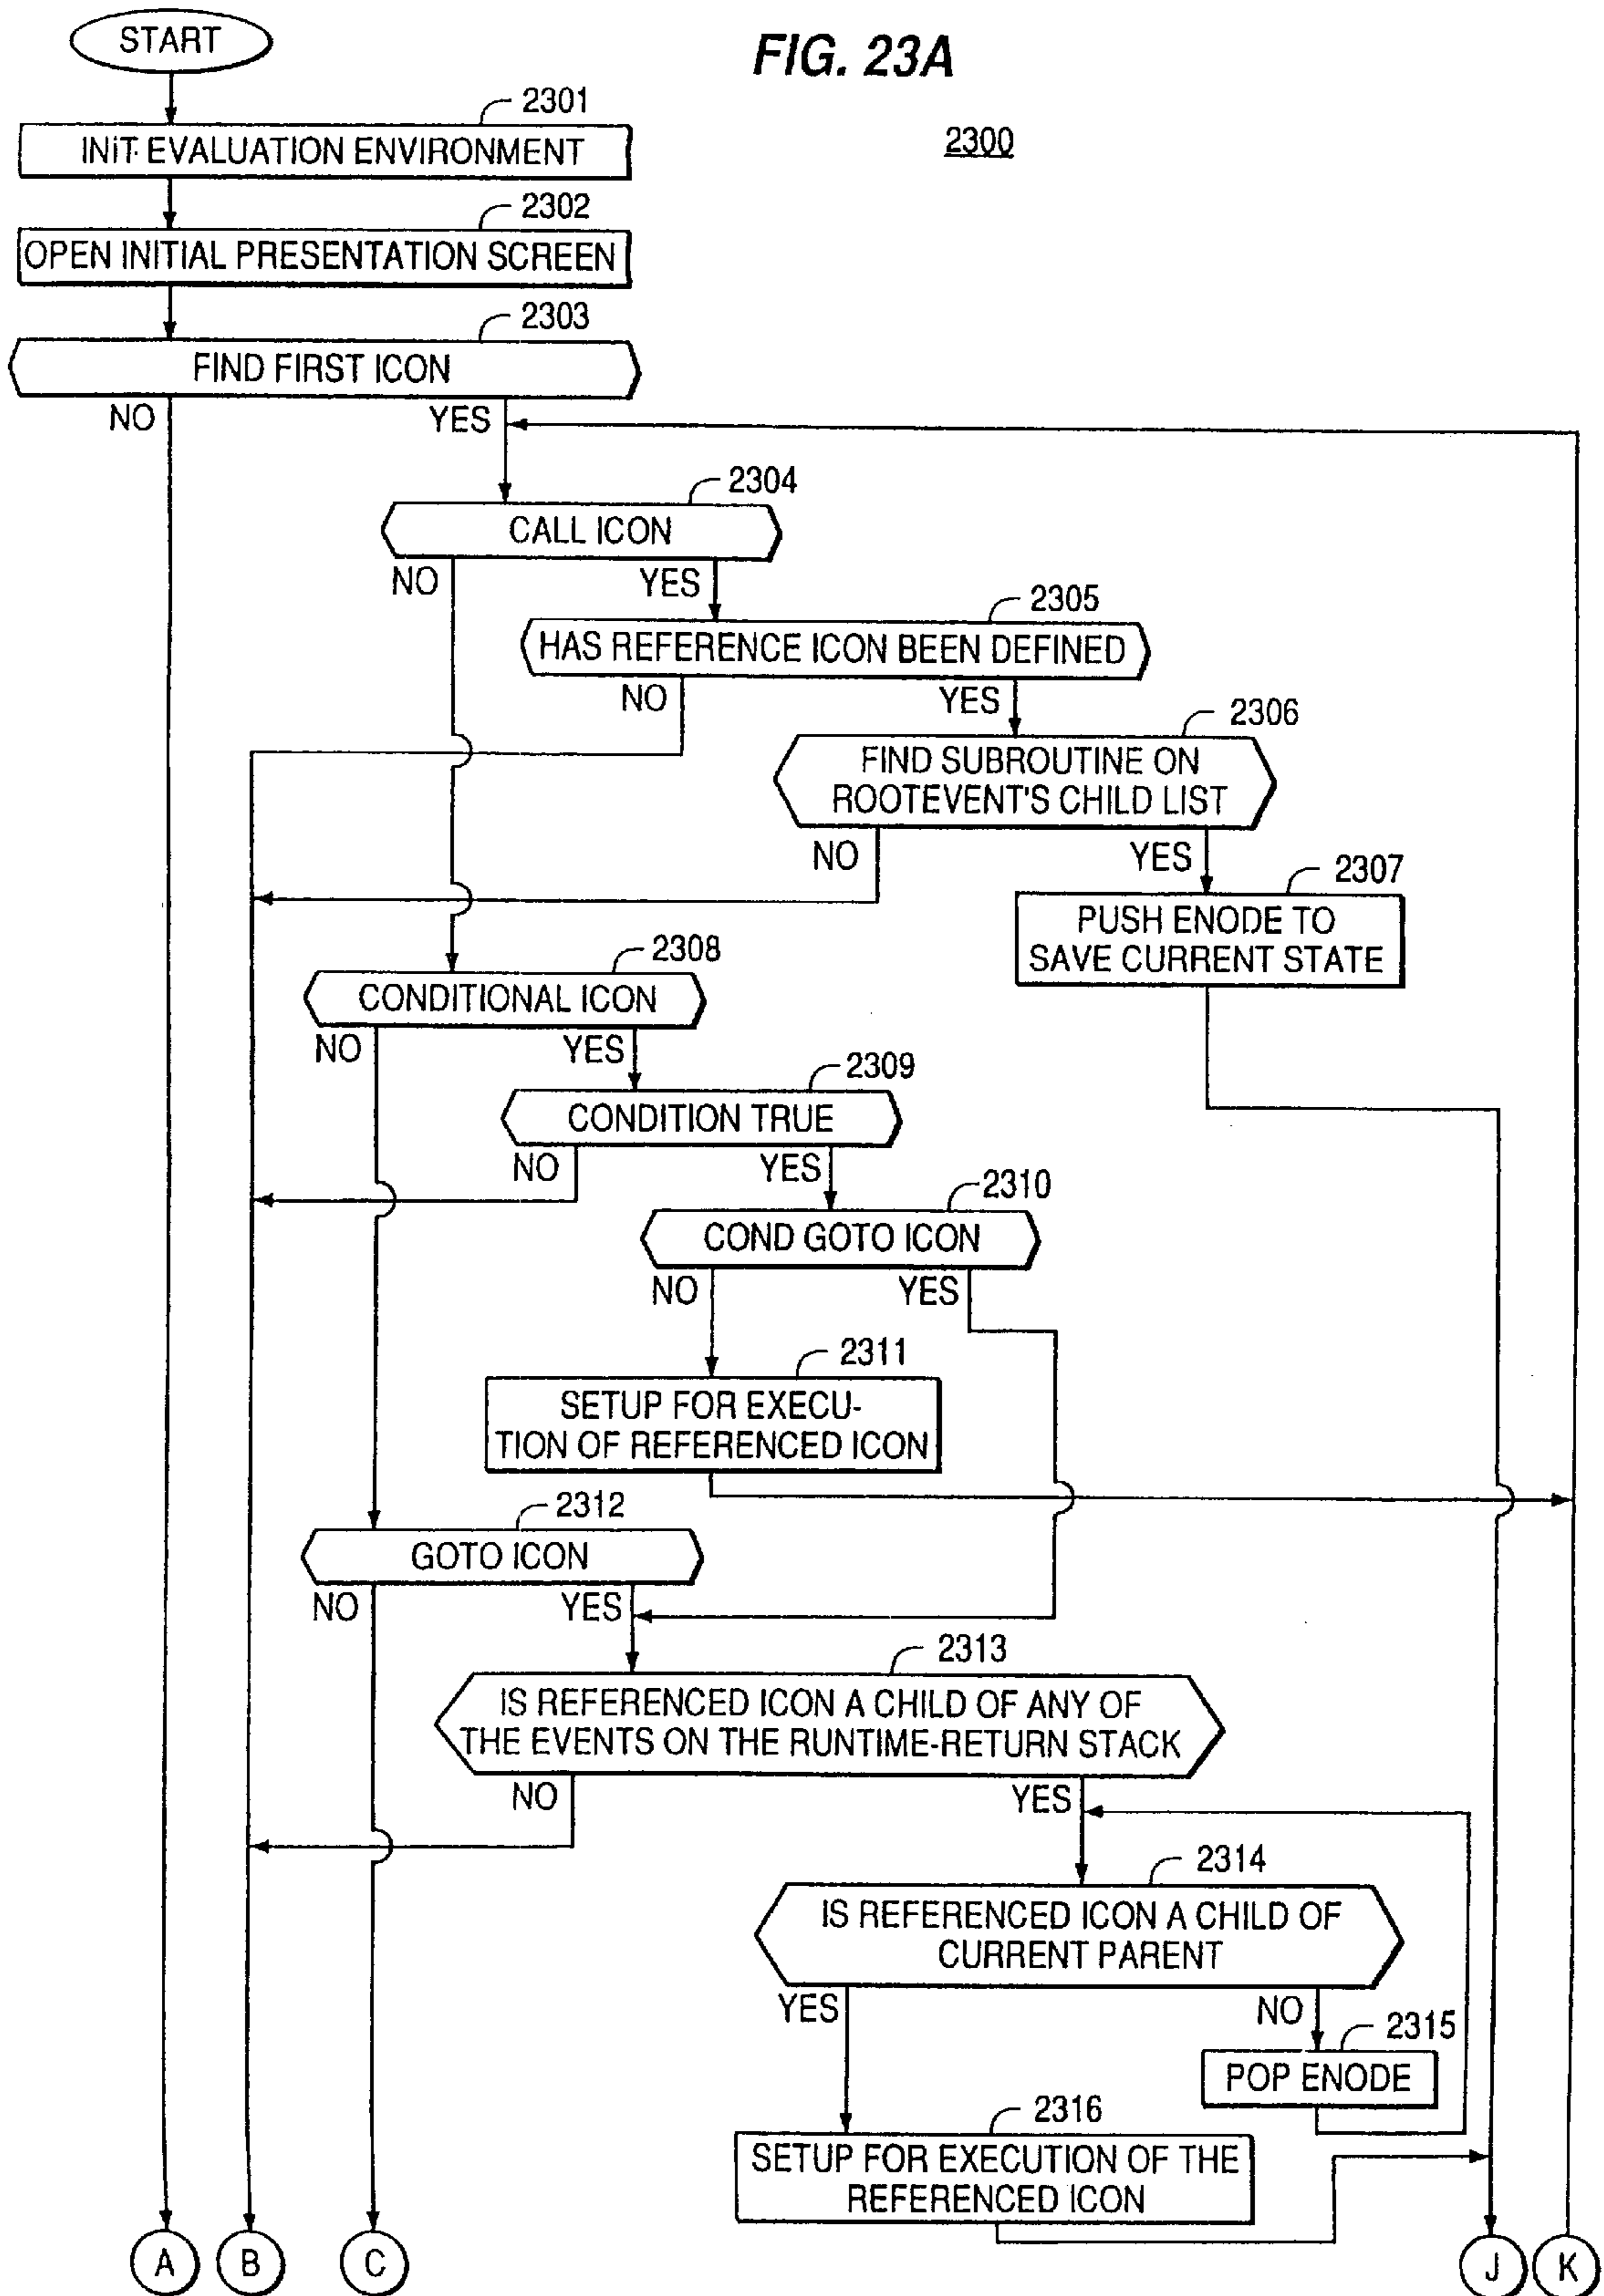 START
FIG. 23A
2300
2301
INIT EVALUATION ENVIRONMENT
2302
OPEN INITIAL PRESENTATION SCREEN
2303
FIND FIRST ICON
NO
YES
2304
CALL ICON
NO
YES
2305
HAS REFERENCE ICON BEEN DEFINED
NO
YES
2306
FIND SUBROUTINE ON
ROOTEVENT'S CHILD LIST
NO
YES
2307
PUSH ENODE TO
SAVE CURRENT STATE
2308
CONDITIONAL ICON
NO
YES
2309
CONDITION TRUE
NO
YES
2310
COND GOTO ICON
NO
YES
2311
SETUP FOR EXECU-
TION OF REFERENCED ICON
2312
GOTO ICON
NO
YES
2313
IS REFERENCED ICON A CHILD OF ANY OF
THE EVENTS ON THE RUNTIME-RETURN STACK
NO
YES
2314
IS REFERENCED ICON A CHILD OF
CURRENT PARENT
YES
NO
2315
POP ENODE
2316
SETUP FOR EXECUTION OF THE
REFERENCED ICON
A
B
C
J
K